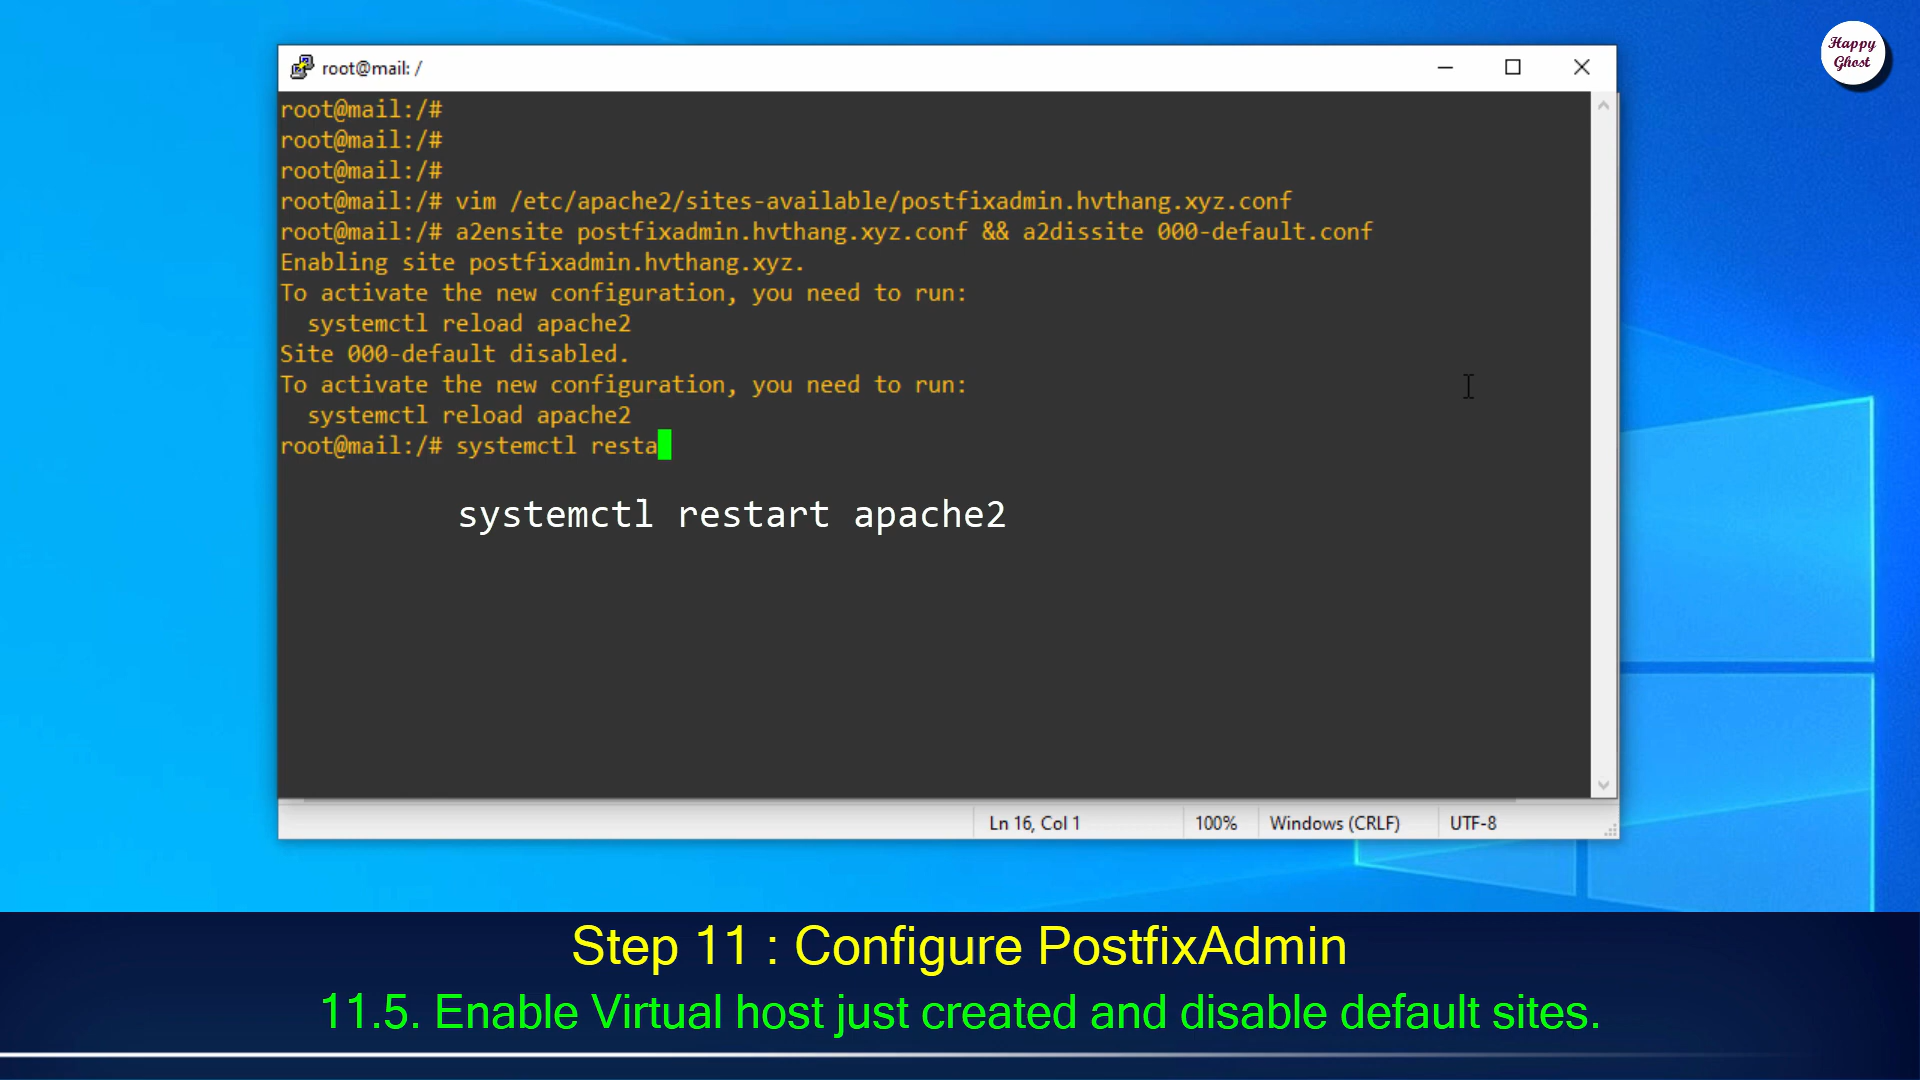 root@mail: /
Happy
Ghost
root@mail:/#
root@mail:/#
root@mail:/#
root@mail:/# vim /etc/apache2/sites-available/postfixadmin.hvthang.xyz.conf
root@mail:/# a2ensite postfixadmin.hvthang.xyz.conf && a2dissite 000-default.conf
Enabling site postfixadmin.hvthang.xyz.
To activate the new configuration, you need to run:
  systemctl reload apache2
Site 000-default disabled.
To activate the new configuration, you need to run:
  systemctl reload apache2
root@mail:/# systemctl resta
systemctl restart apache2
Ln 16, Col 1 100% Windows (CRLF) UTF-8
Step 11 : Configure PostfixAdmin
11.5. Enable Virtual host just created and disable default sites.